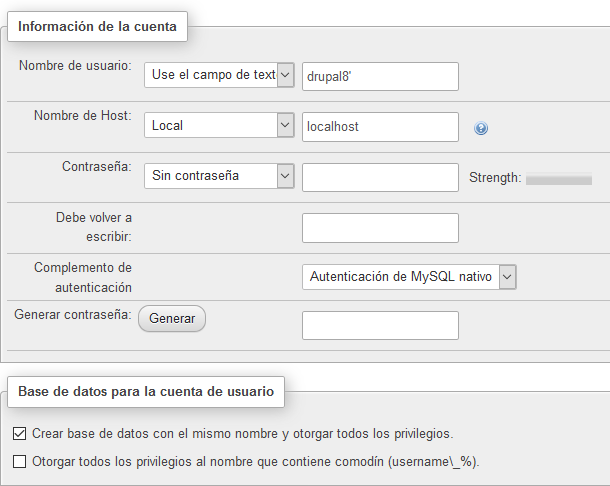 Información de la cuenta
Nombre de usuario: Use el campo de text drupal8'
Nombre de Host: Local localhost
Contraseña: Sin contraseña Strength:
Debe volver a
escribir:
Complemento de
autenticación
Autenticación de MySQL nativo
Generar contraseña: Generar
Base de datos para la cuenta de usuario
Crear base de datos con el mismo nombre y otorgar todos los privilegios.
Otorgar todos los privilegios al nombre que contiene comodín (username\_%).